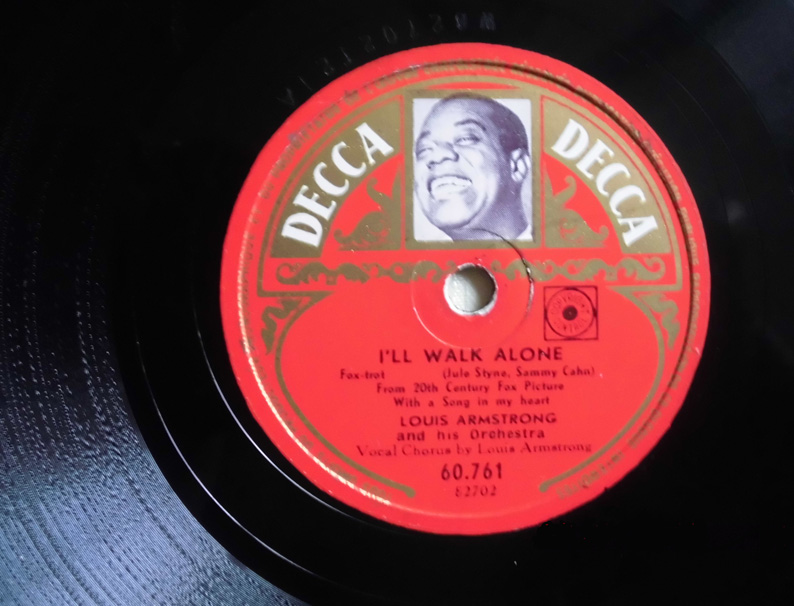 DECCA
DECCA
I'LL WALK ALONE
Fox-trot (Jule Styne, Sammy Cahn)
From 20th Century Fox Picture
With a Song in my heart
LOUIS ARMSTRONG
and his Orchestra
Vocal Chorus by Louis Armstrong
60.761
82702